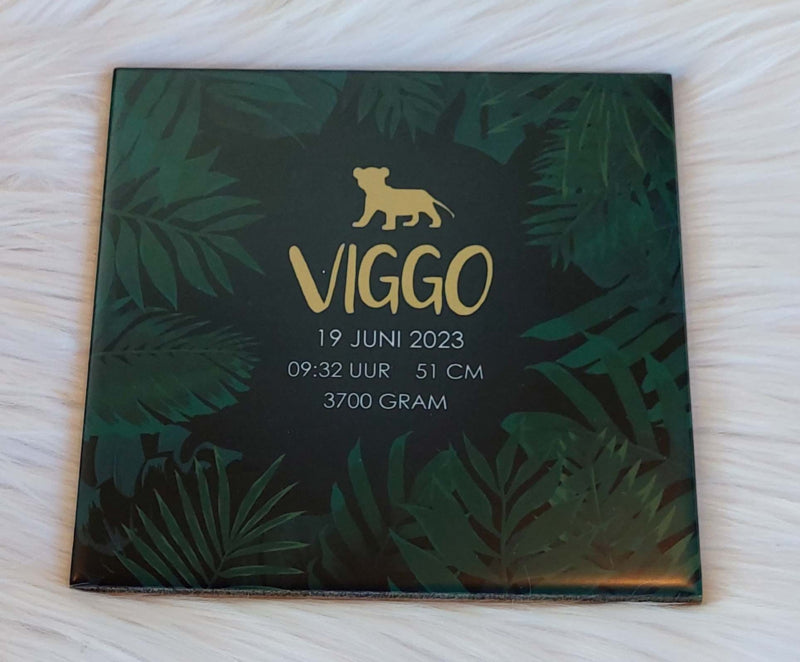 VIGGO
19 JUNI 2023
09:32 UUR 51 CM
3700 GRAM